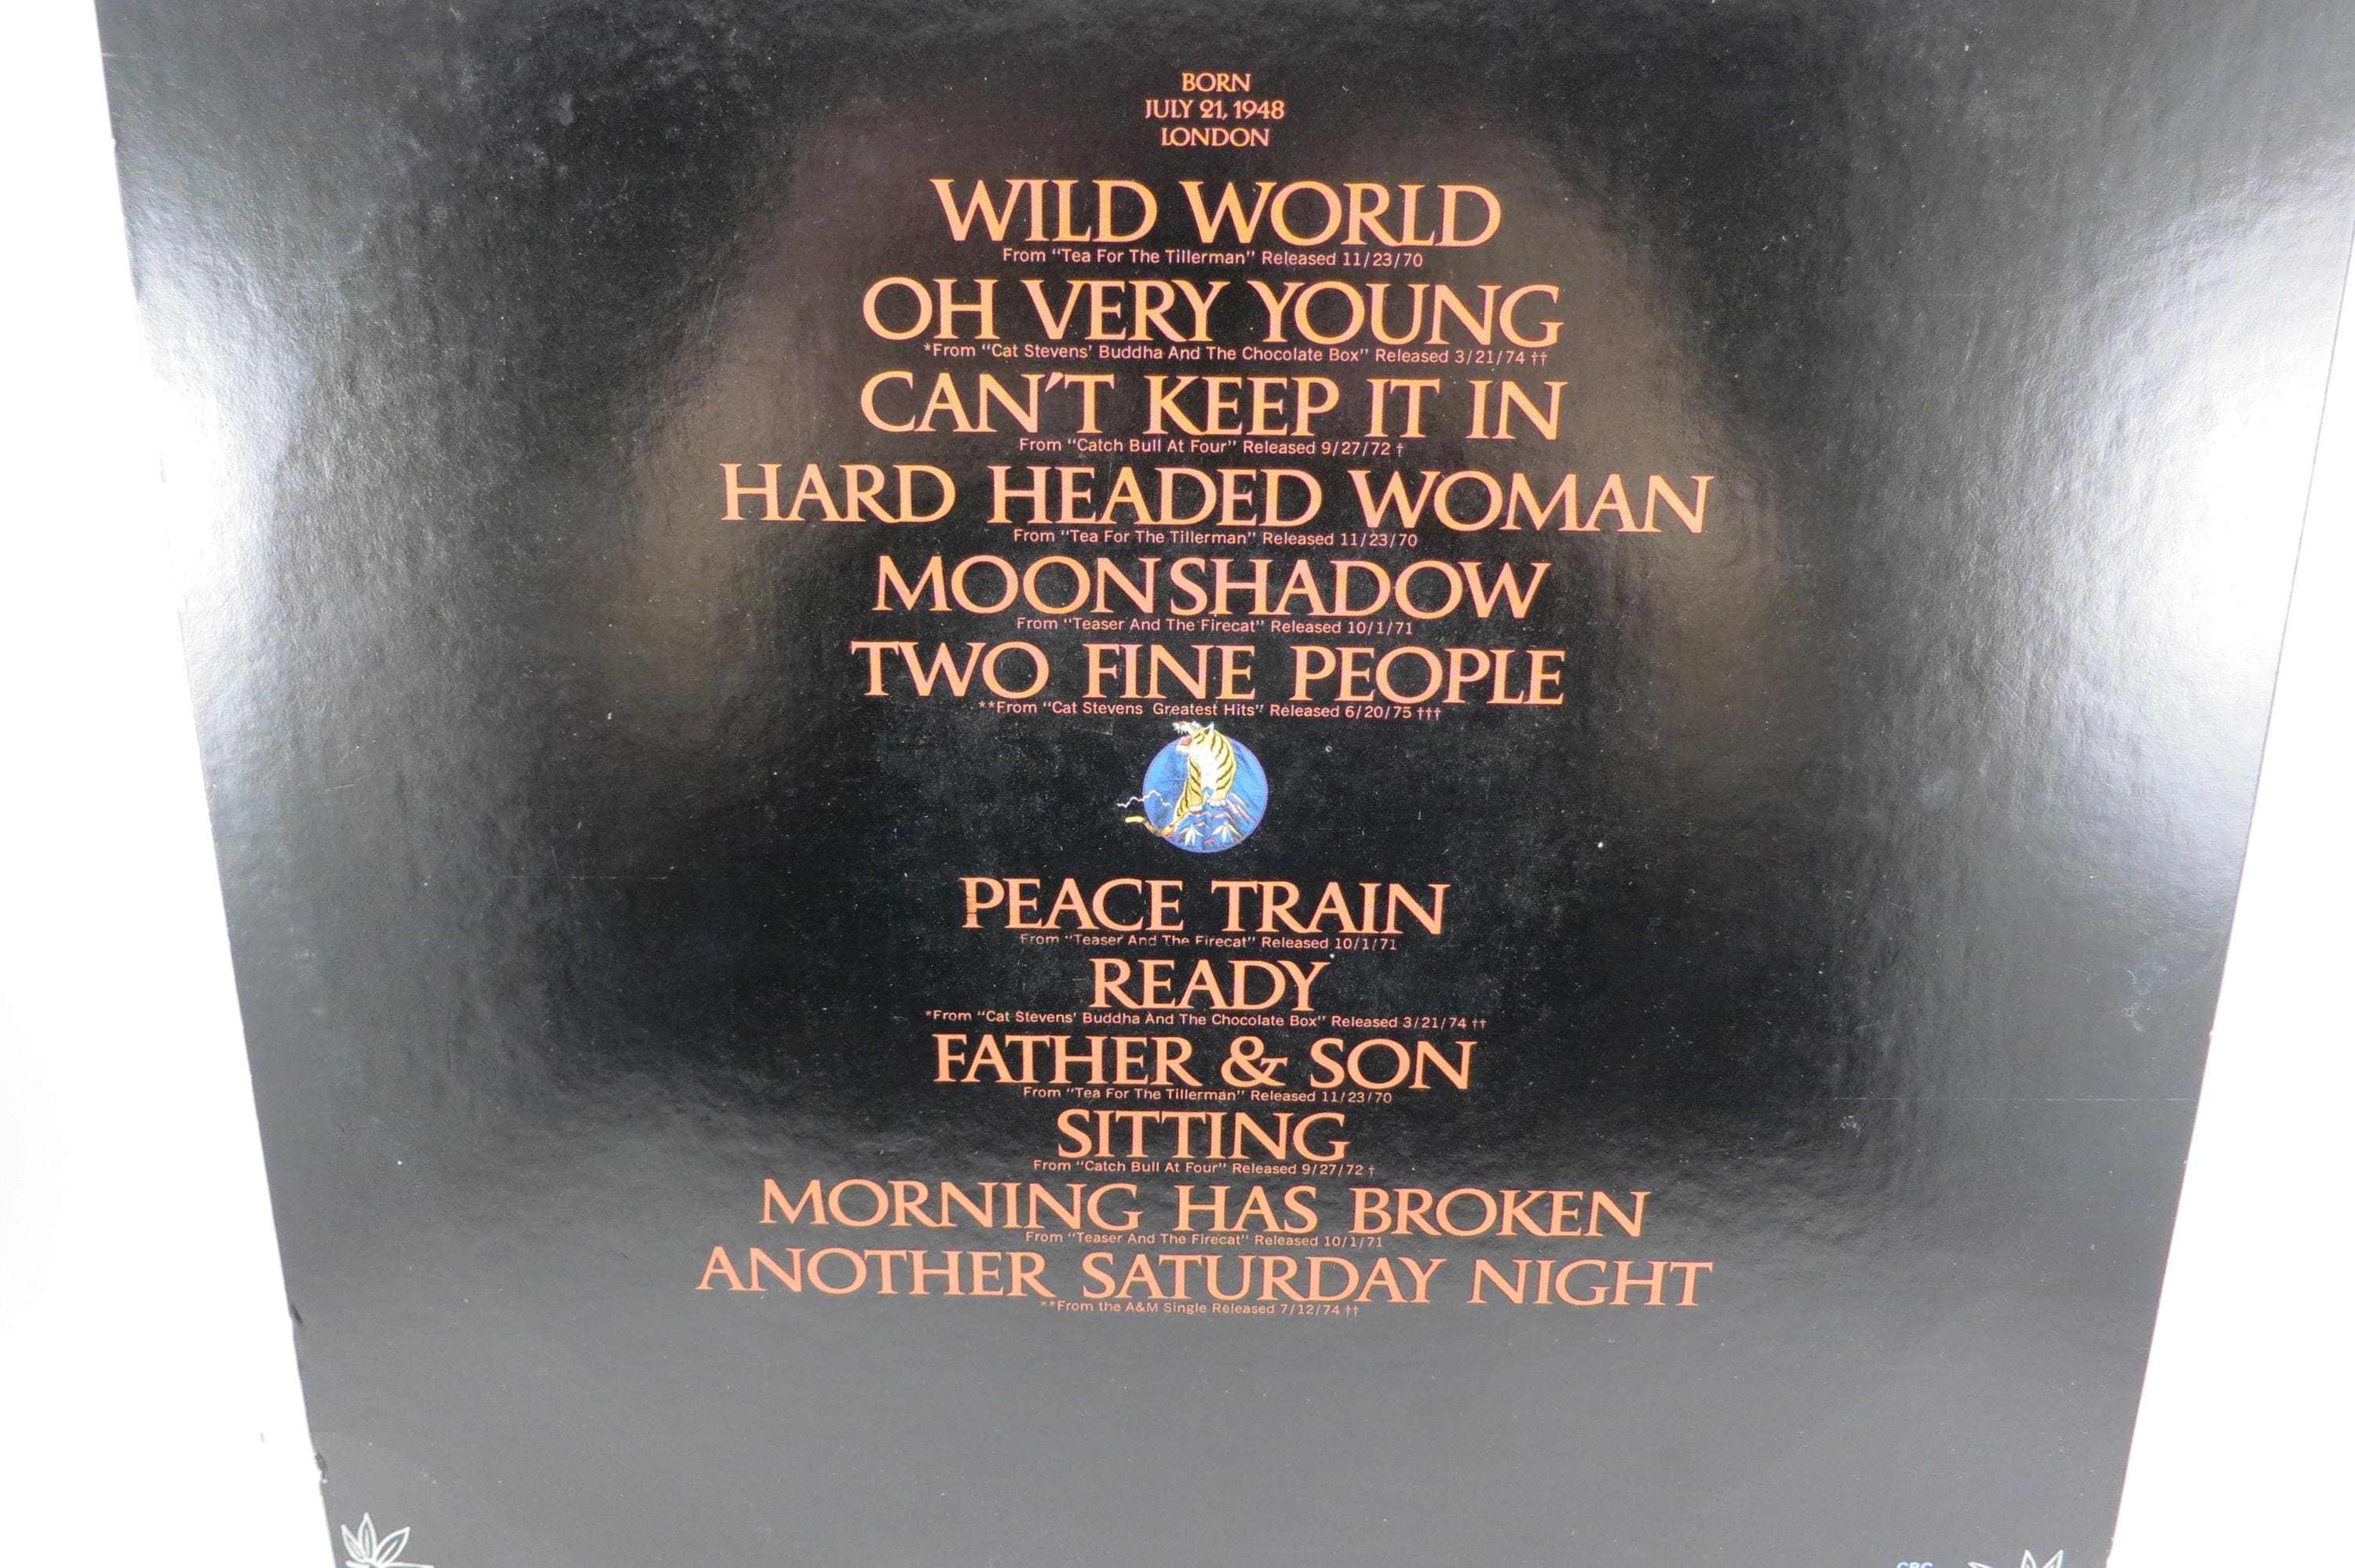 BORN
JULY 21, 1948
LONDON
WILD WORLD
From "Tea For The Tillerman" Released 11/23/70
OH VERY YOUNG
*From "Cat Stevens' Buddha And The Chocolate Box" Released 3/21/74 ††
CAN'T KEEP IT IN
From "Catch Bull At Four" Released 9/27/72 †
HARD HEADED WOMAN
From "Tea For The Tillerman" Released 11/23/70
MOONSHADOW
From "Teaser And The Firecat" Released 10/1/71
TWO FINE PEOPLE
**From "Cat Stevens Greatest Hits" Released 6/20/75 †††
PEACE TRAIN
From "Teaser And The Firecat" Released 10/1/71
READY
*From "Cat Stevens' Buddha And The Chocolate Box" Released 3/21/74 ††
FATHER & SON
From "Tea For The Tillerman" Released 11/23/70
SITTING
From "Catch Bull At Four" Released 9/27/72 †
MORNING HAS BROKEN
From "Teaser And The Firecat" Released 10/1/71
ANOTHER SATURDAY NIGHT
**From the A&M Single Released 7/12/74 ††